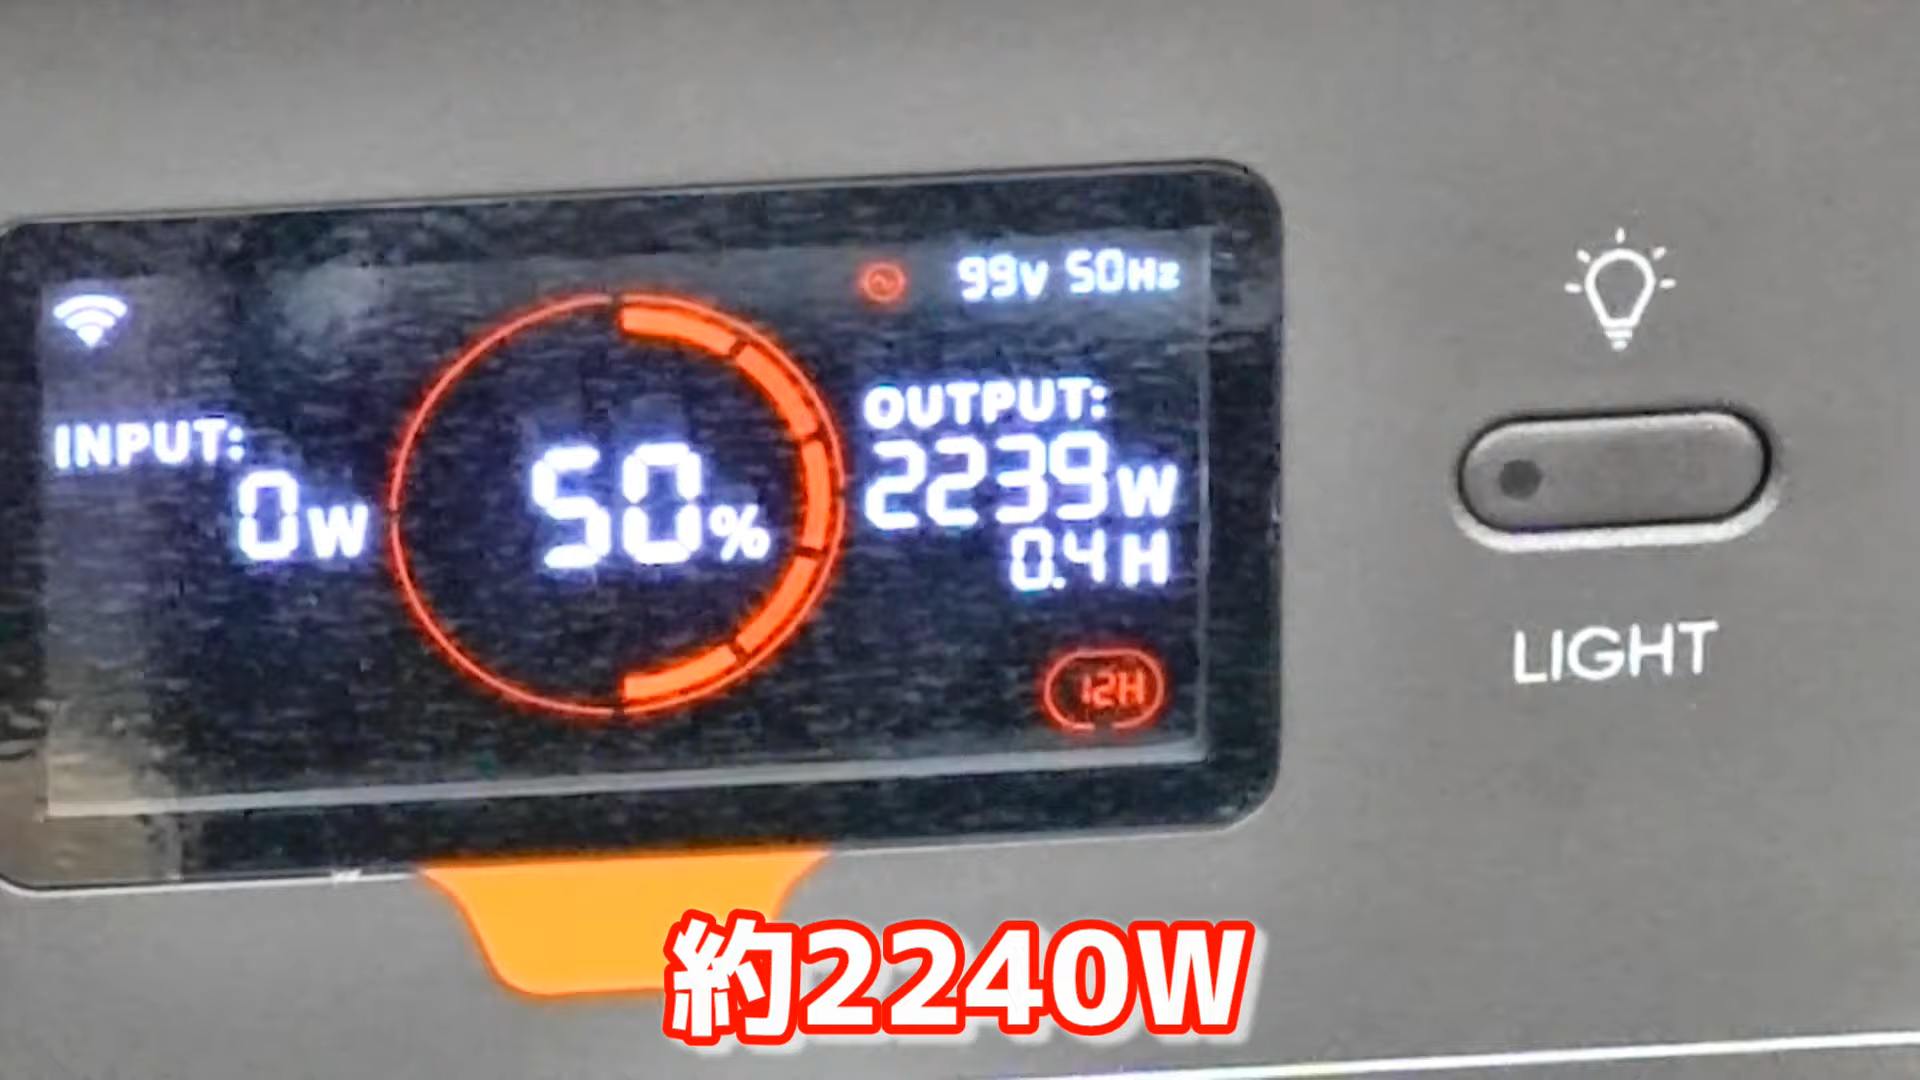 99V 50Hz
INPUT:
0W
50%
OUTPUT:
2239W
0.4H
12H
LIGHT
約2240W